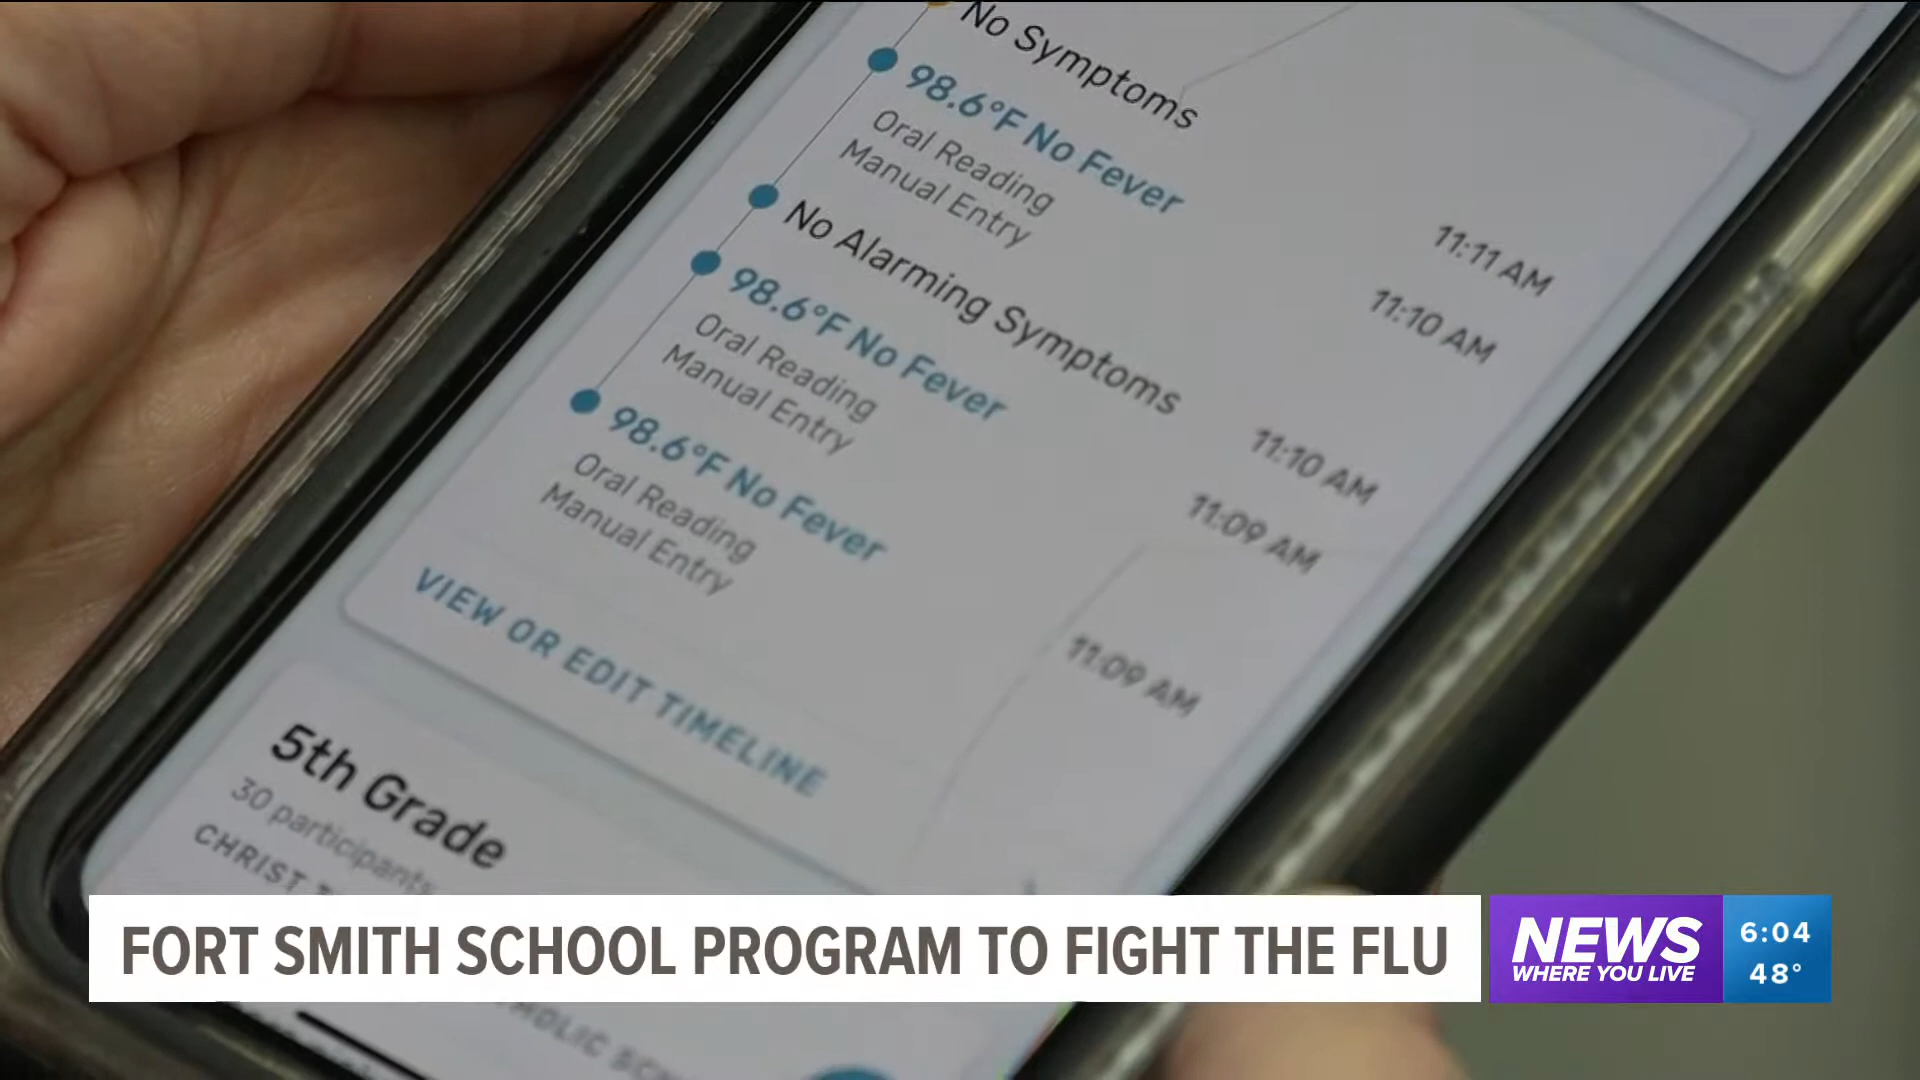 No Symptoms
11:11 AM
98.6°F No Fever
11:10 AM
Oral Reading
Manual Entry
No Alarming Symptoms
11:10 AM
98.6°F No Fever
11:09 AM
Oral Reading
Manual Entry
98.6°F No Fever
11:09 AM
Oral Reading
Manual Entry
VIEW OR EDIT TIMELINE
5th Grade
30 participants
CHRIST
FORT SMITH SCHOOL PROGRAM TO FIGHT THE FLU
NEWS
WHERE YOU LIVE
6:04
48°